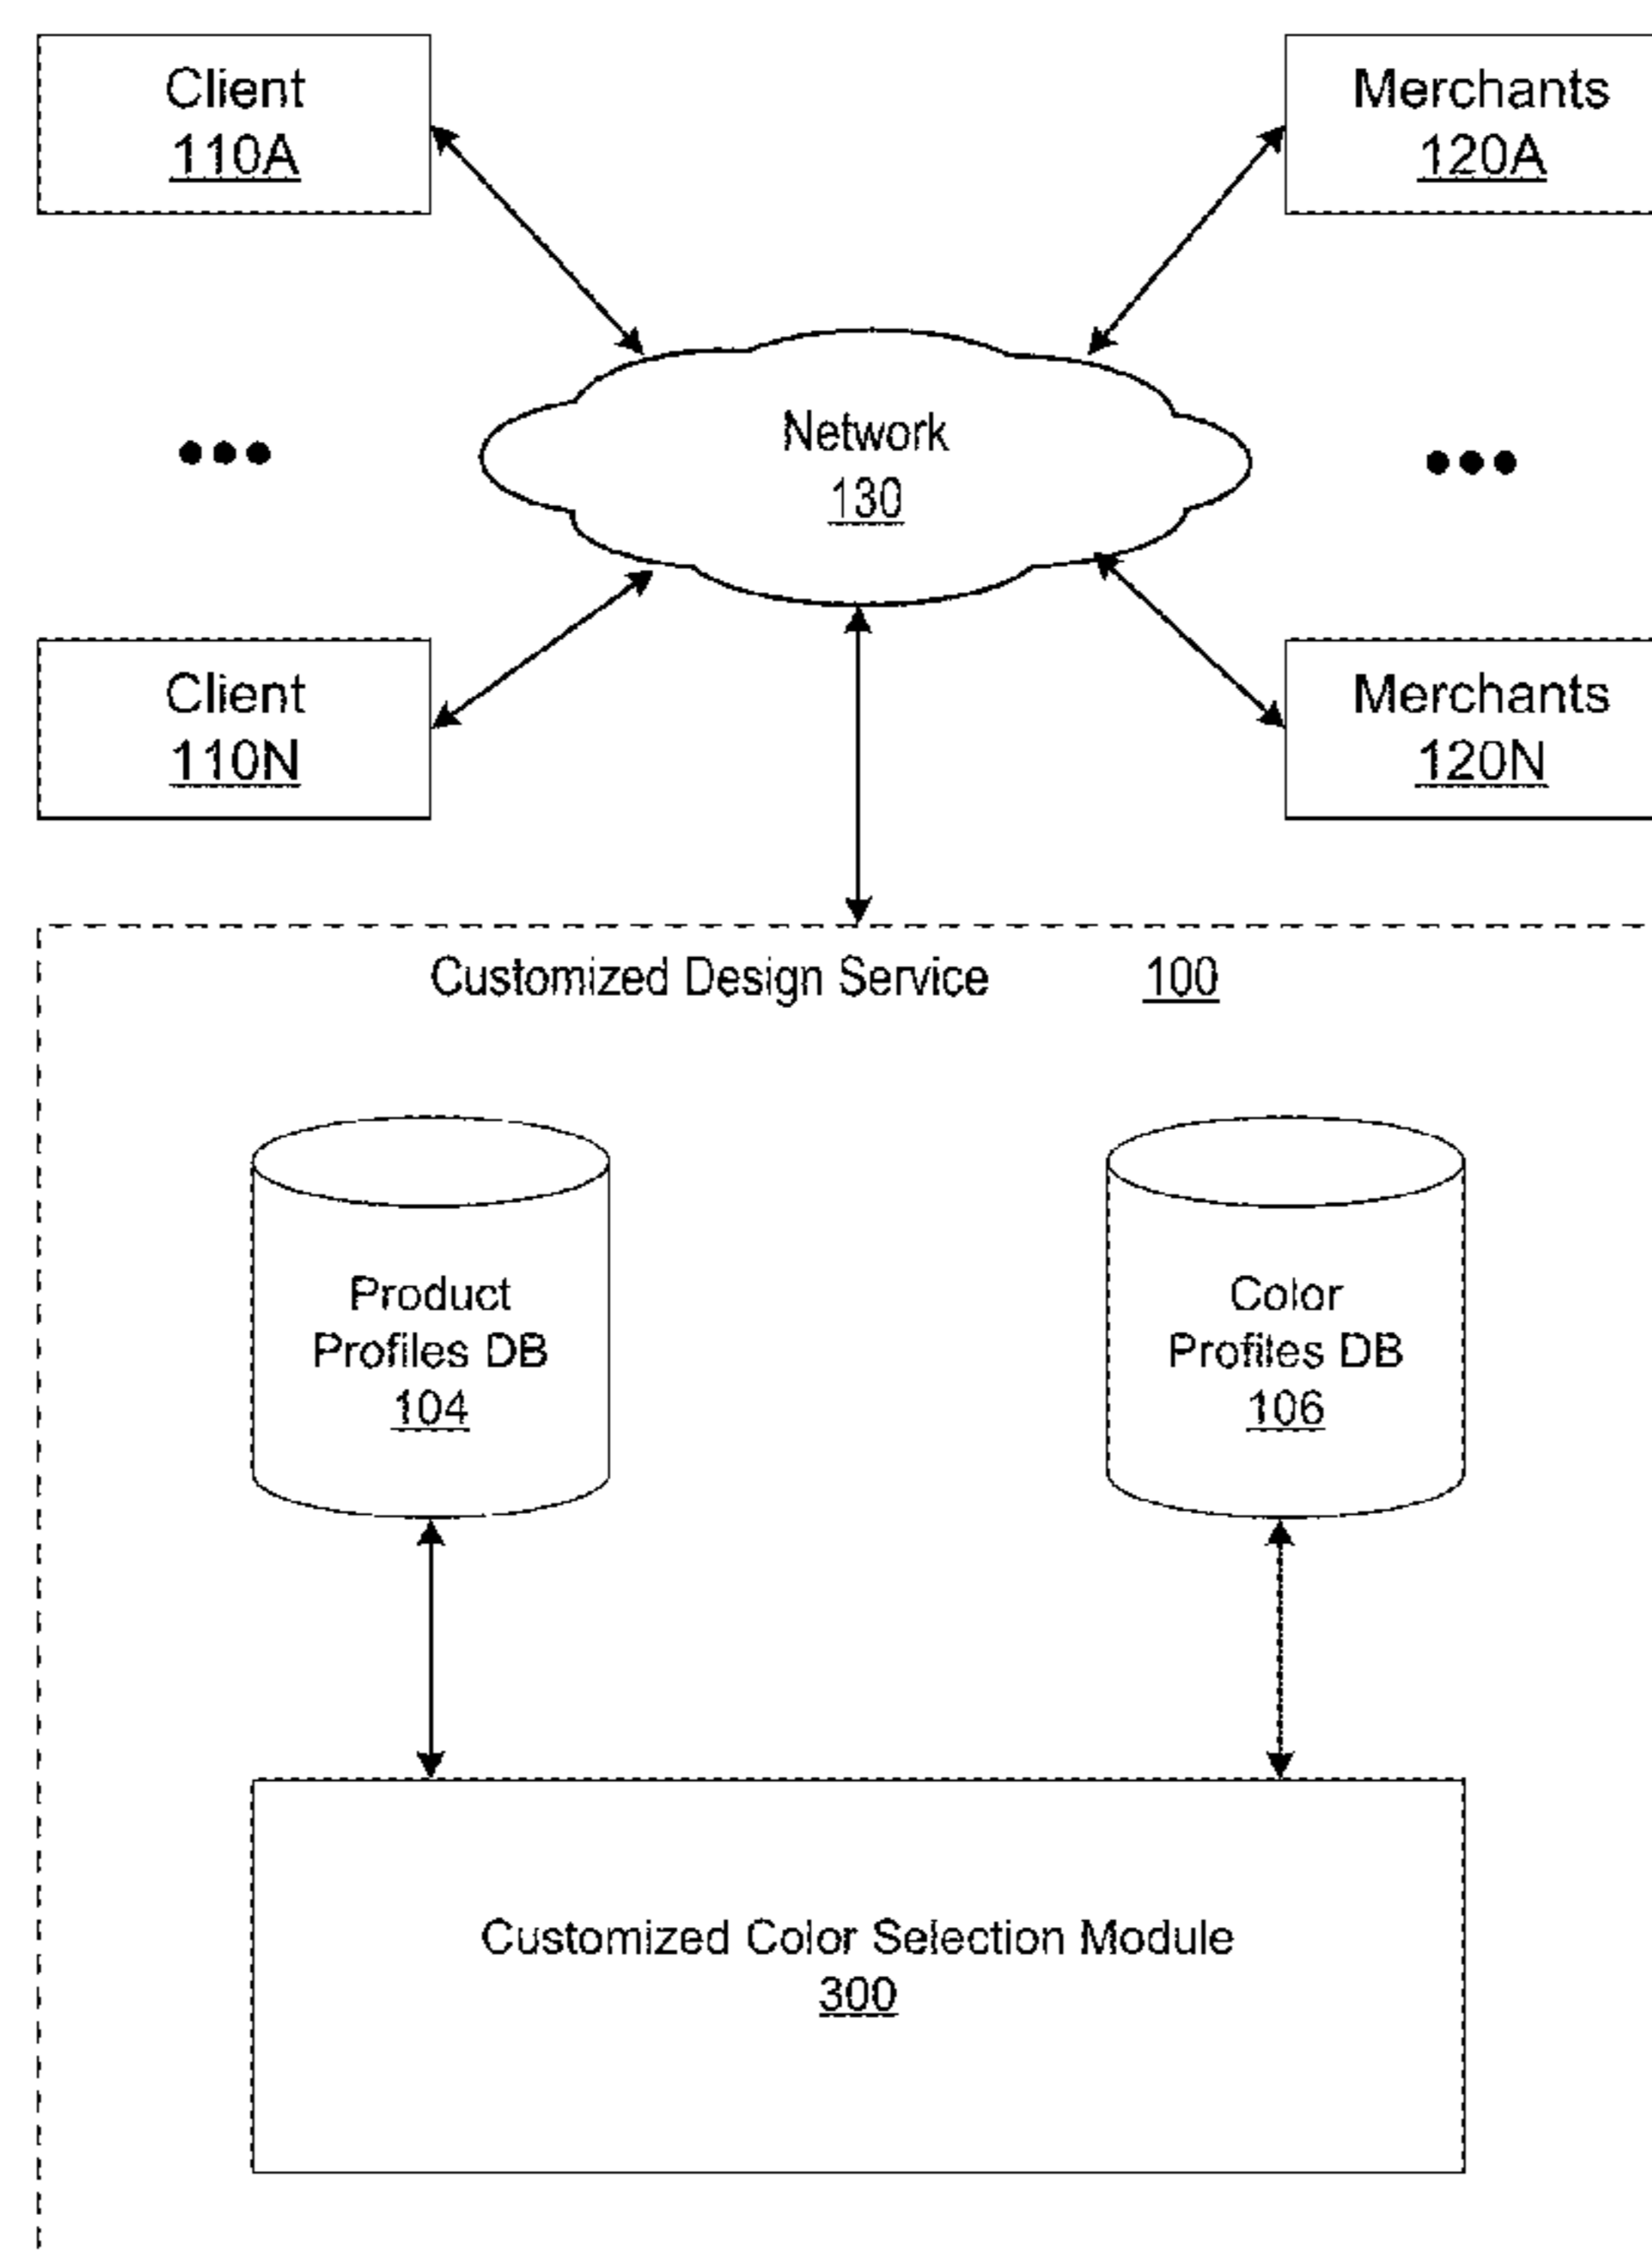 Client
110A
Merchants
120A
Network
130
Client
110N
Merchants
120N
Customized Design Service 100
Product
Profiles DB
104
Color
Profiles DB
106
Customized Color Selection Module
300